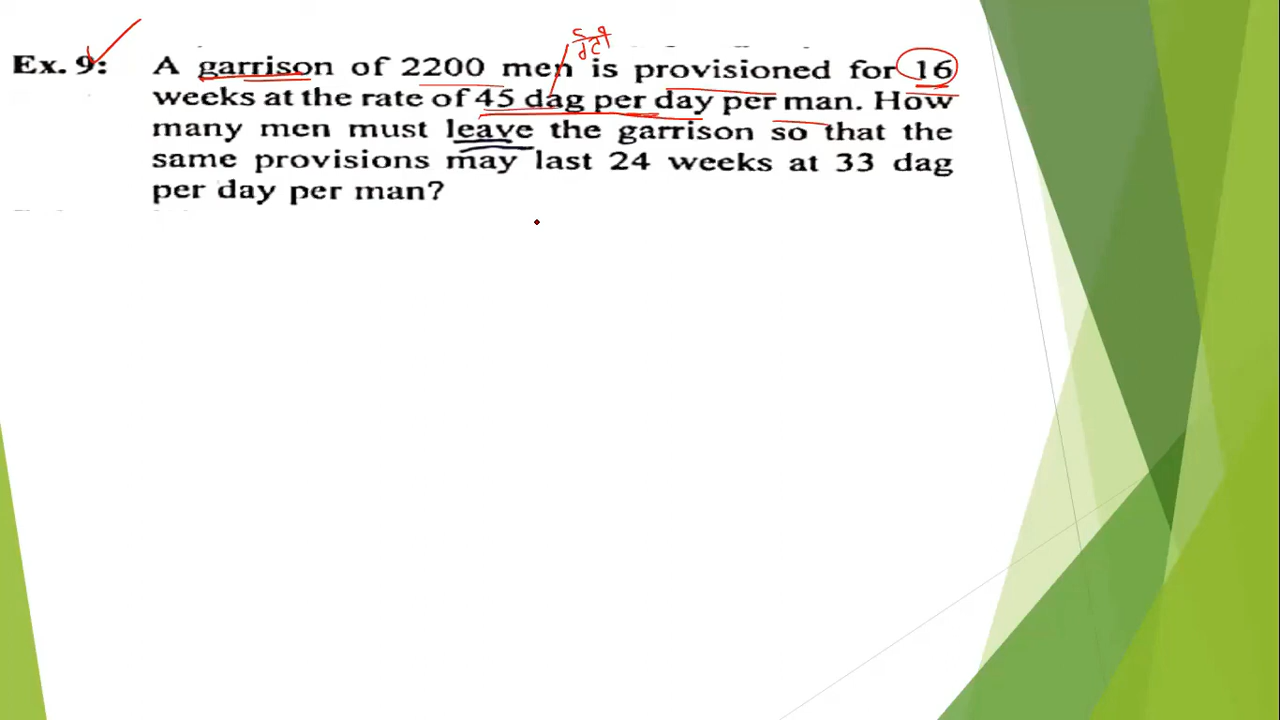 Ex. 9: A garrison of 2200 men is provisioned for 16
weeks at the rate of 45 dag per day per man. How
many men must leave the garrison so that the
same provisions may last 24 weeks at 33 dag
per day per man?